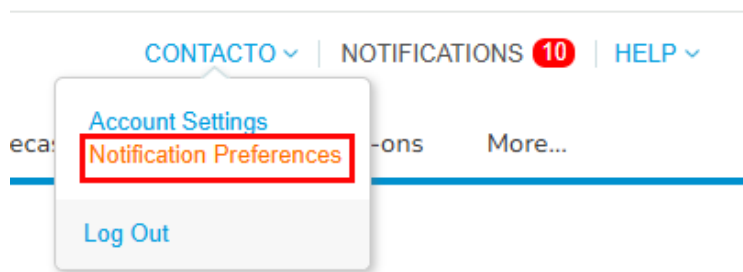 CONTACTO NOTIFICATIONS 10 HELP
Account Settings
Notification Preferences
-ons More...
Log Out